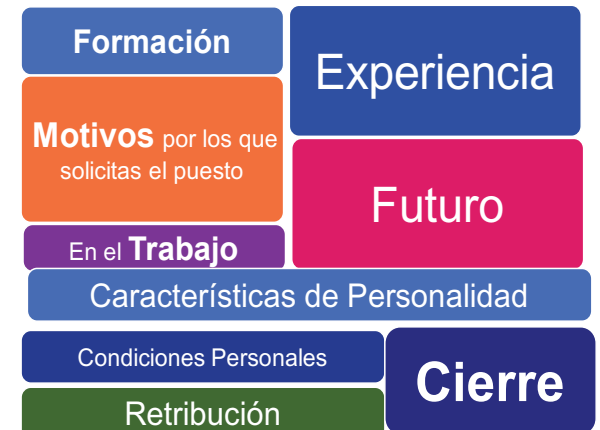 Formación
Experiencia
Motivos por los que
solicitas el puesto
Futuro
En el Trabajo
Características de Personalidad
Condiciones Personales
Cierre
Retribución